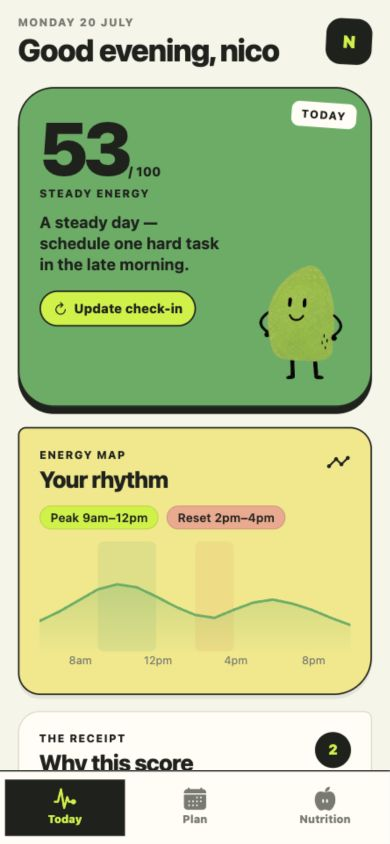 MONDAY 20 JULY
Good evening, nico
N
TODAY
53
/ 100
STEADY ENERGY
A steady day —
schedule one hard task
in the late morning.
Update check-in
ENERGY MAP
Your rhythm
Peak 9am–12pm
Reset 2pm–4pm
8am 12pm 4pm 8pm
THE RECEIPT
Why this score
2
Today
Plan
Nutrition